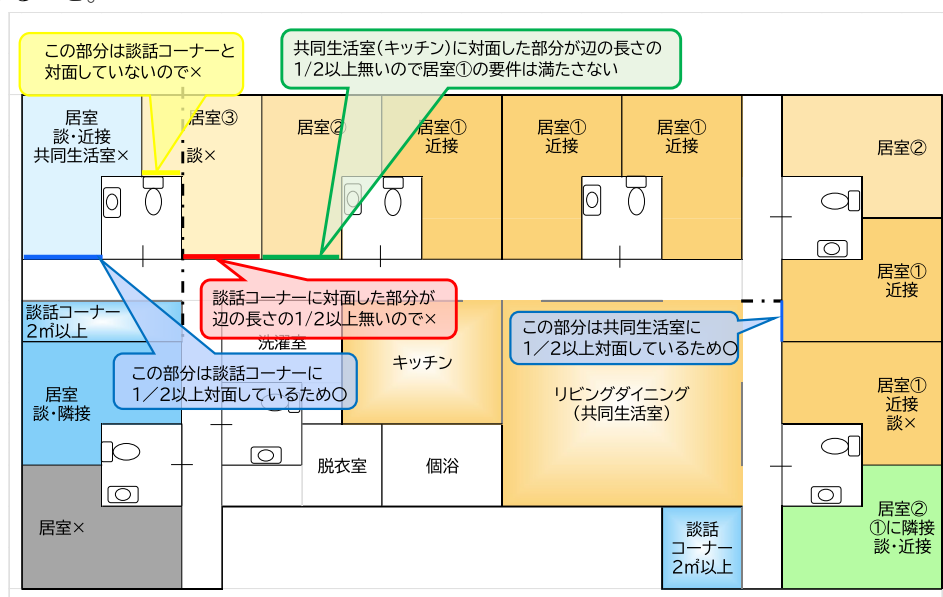 この部分は談話コーナーと
対面していないので×
共同生活室(キッチン)に対面した部分が辺の長さの
1/2以上無いので居室①の要件は満たさない
居室
談・近接
共同生活室×
居室③
談×
居室②
居室①
近接
居室①
近接
居室①
近接
居室②
談話コーナー
2㎡以上
談話コーナーに対面した部分が
辺の長さの1/2以上無いので×
居室①
近接
この部分は共同生活室に
1/2以上対面しているため〇
洗濯室
キッチン
この部分は談話コーナーに
1/2以上対面しているため〇
リビングダイニング
(共同生活室)
居室
談・隣接
居室①
近接
談×
脱衣室
個浴
居室×
談話
コーナー
2㎡以上
居室②
①に隣接
談・近接